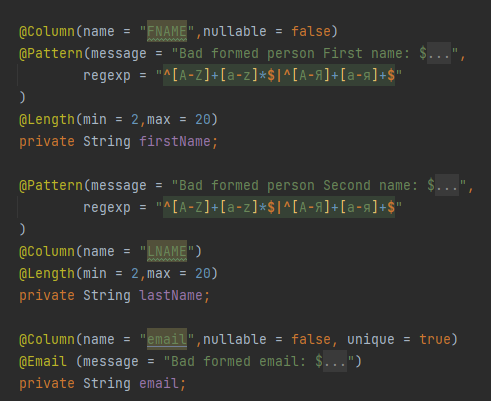 @Column(name = "FNAME",nullable = false)
@Pattern(message = "Bad formed person First name: $...",
regexp = "^[A-Z]+[a-z]*$|^[А-Я]+[а-я]+$"
)
@Length(min = 2,max = 20)
private String firstName;
@Pattern(message = "Bad formed person Second name: $...",
regexp = "^[A-Z]+[a-z]*$|^[А-Я]+[а-я]+$"
)
@Column(name = "LNAME")
@Length(min = 2,max = 20)
private String lastName;
@Column(name = "email",nullable = false, unique = true)
@Email (message = "Bad formed email: $...")
private String email;